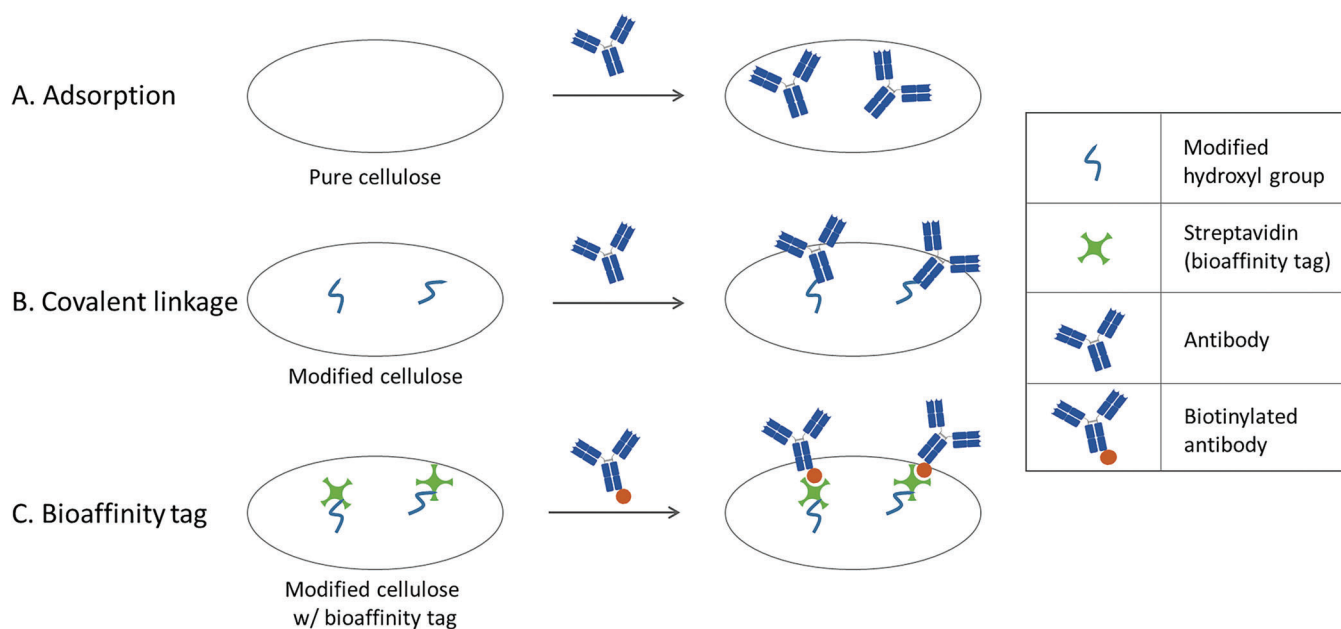 A. Adsorption
Pure cellulose
B. Covalent linkage
Modified cellulose
C. Bioaffinity tag
Modified cellulose
w/ bioaffinity tag
Modified
hydroxyl group
Streptavidin
(bioaffinity tag)
Antibody
Biotinylated
antibody